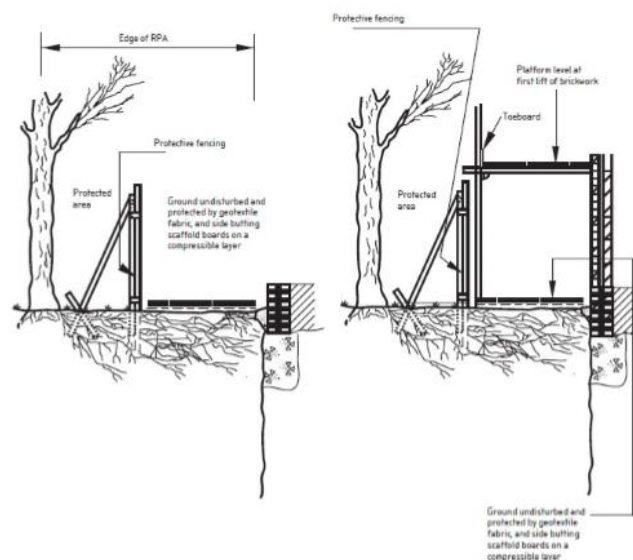 Edge of RPA
Protective fencing
Protected
area
Ground undisturbed and
protected by geotextile
fabric, and side butting
scaffold boards on a
compressible layer
Protective fencing
Platform level at
first lift of brickwork
Toeboard
Protected
area
Ground undisturbed and
protected by geotextile
fabric, and side butting
scaffold boards on a
compressible layer